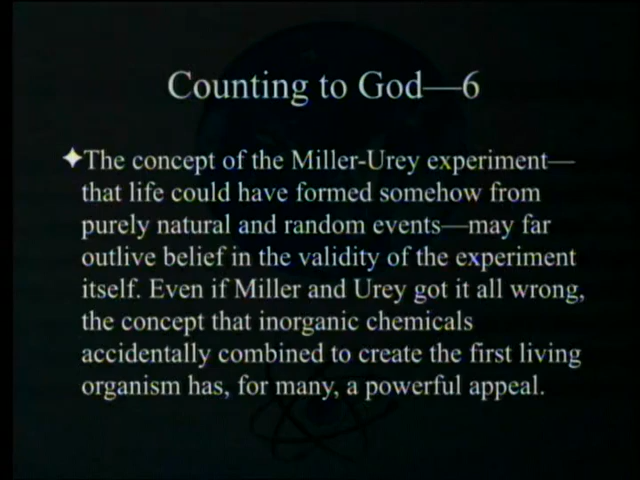 Counting to God—6
✦The concept of the Miller-Urey experiment—
that life could have formed somehow from
purely natural and random events—may far
outlive belief in the validity of the experiment
itself. Even if Miller and Urey got it all wrong,
the concept that inorganic chemicals
accidentally combined to create the first living
organism has, for many, a powerful appeal.